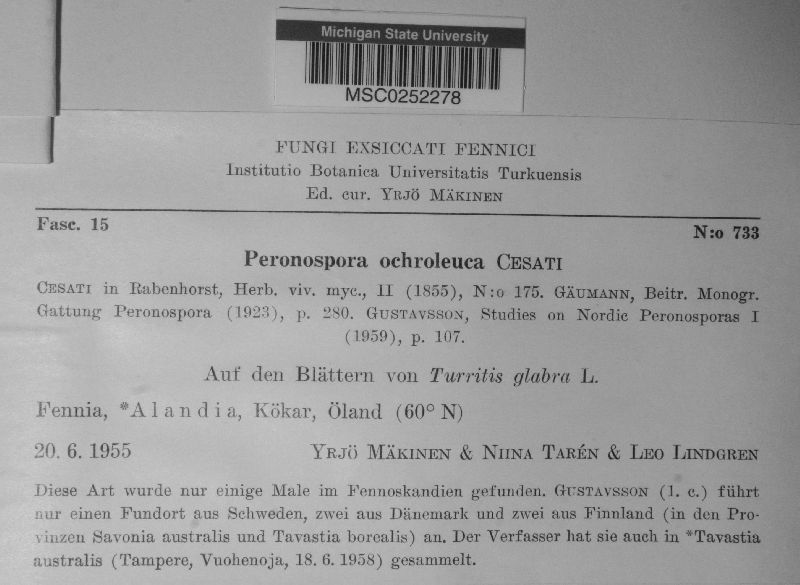 Michigan State University
MSC0252278
FUNGI EXSICCATI FENNICI
Institutio Botanica Universitatis Turkuensis
Ed. cur. YRJÖ MÄKINEN
Fasc. 15 N:o 733
Peronospora ochroleuca CESATI
CESATI in Rabenhorst, Herb. viv. myc., II (1855), N:o 175. GÄUMANN, Beitr. Monogr.
Gattung Peronospora (1923), p. 280. GUSTAVSSON, Studies on Nordic Peronosporas I
(1959), p. 107.
Auf den Blättern von Turritis glabra L.
Fennia, *Alandia, Kökar, Öland (60° N)
20. 6. 1955 YRJÖ MÄKINEN & NIINA TARÉN & LEO LINDGREN
Diese Art wurde nur einige Male im Fennoskandien gefunden. GUSTAVSSON (l. c.) führt
nur einen Fundort aus Schweden, zwei aus Dänemark und zwei aus Finnland (in den Pro-
vinzen Savonia australis und Tavastia borealis) an. Der Verfasser hat sie auch in *Tavastia
australis (Tampere, Vuohenoja, 18. 6. 1958) gesammelt.